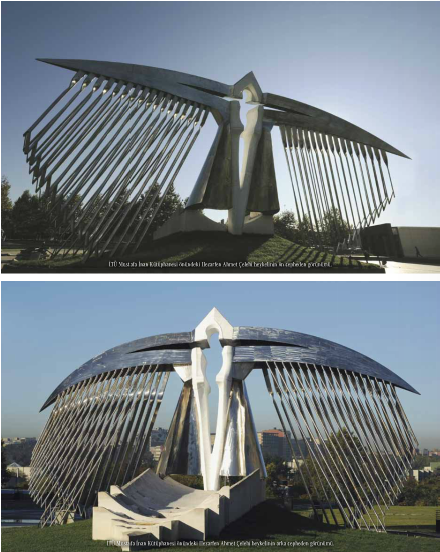 İTÜ Mustafa İnan Kütüphanesi önündeki Hezarfen Ahmet Çelebi heykelinin ön cepheden görünümü.
İTÜ Mustafa İnan Kütüphanesi önündeki Hezarfen Ahmet Çelebi heykelinin arka cepheden görünümü.